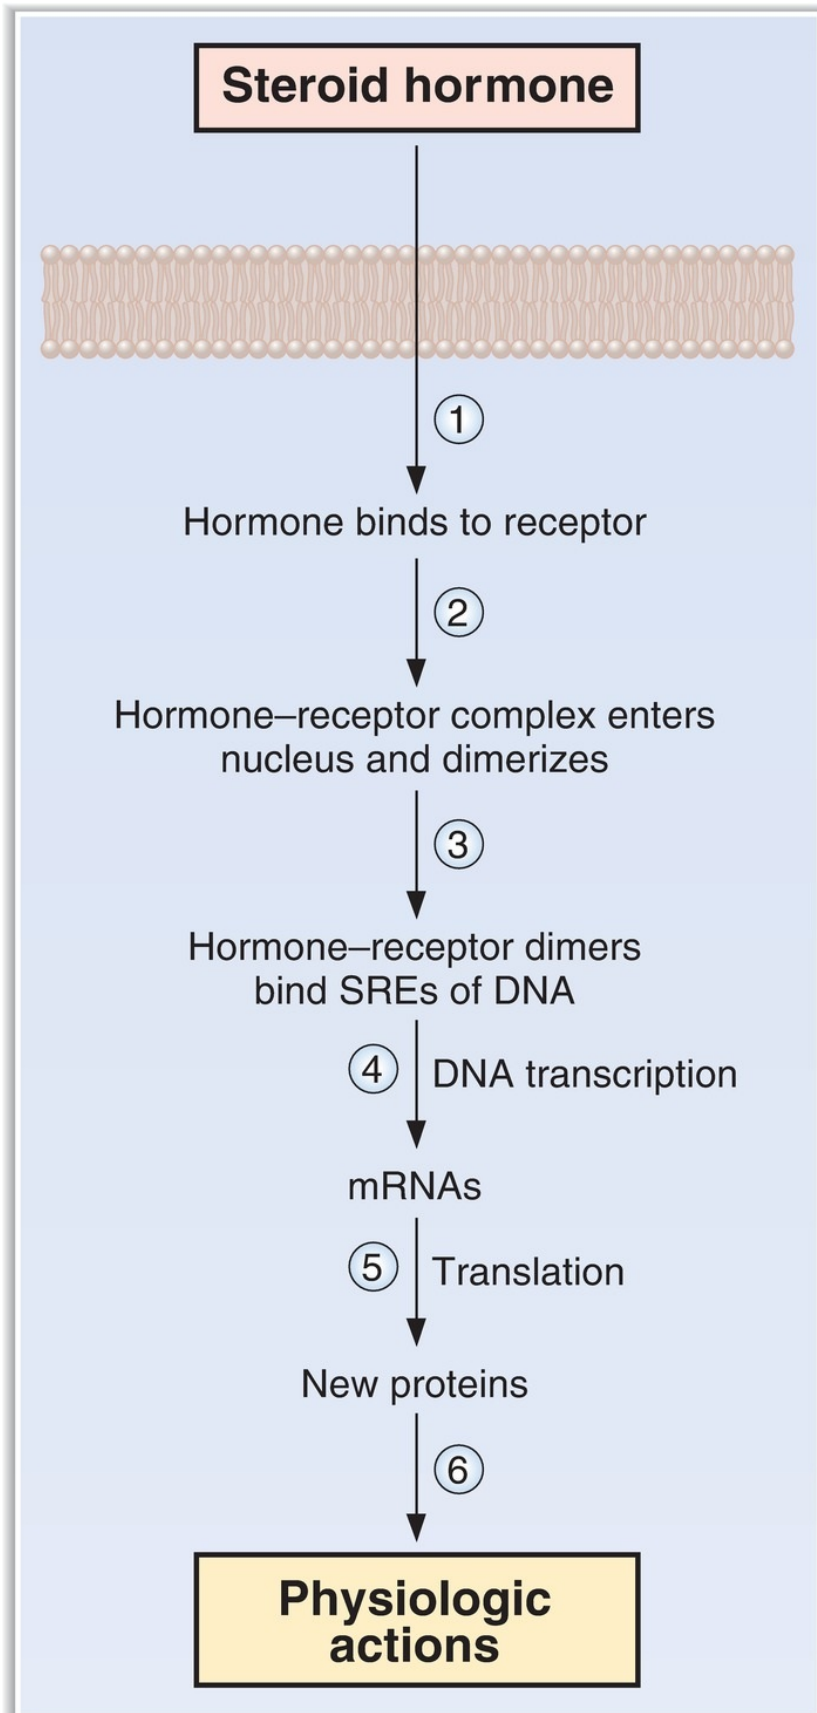 Steroid hormone
1
Hormone binds to receptor
2
Hormone–receptor complex enters
nucleus and dimerizes
3
Hormone–receptor dimers
bind SREs of DNA
4 DNA transcription
mRNAs
5 Translation
New proteins
6
Physiologic
actions